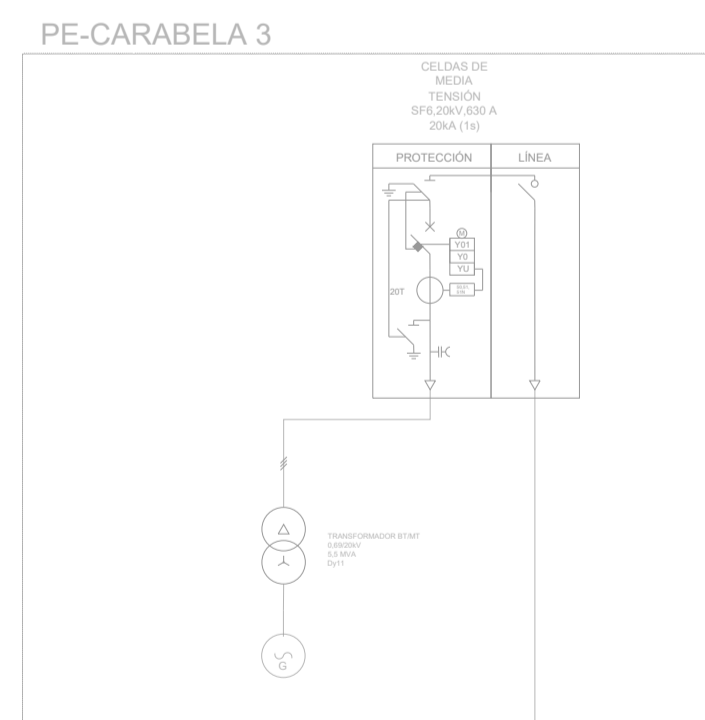 PE-CARABELA 3
CELDAS DE
MEDIA
TENSIÓN
SF6,20kV,630 A
20kA (1s)
PROTECCIÓN
LÍNEA
M
Y01
Y0
YU
20T
TRANSFORMADOR BT/MT
0,69/20kV
5,5 MVA
Dy11
G